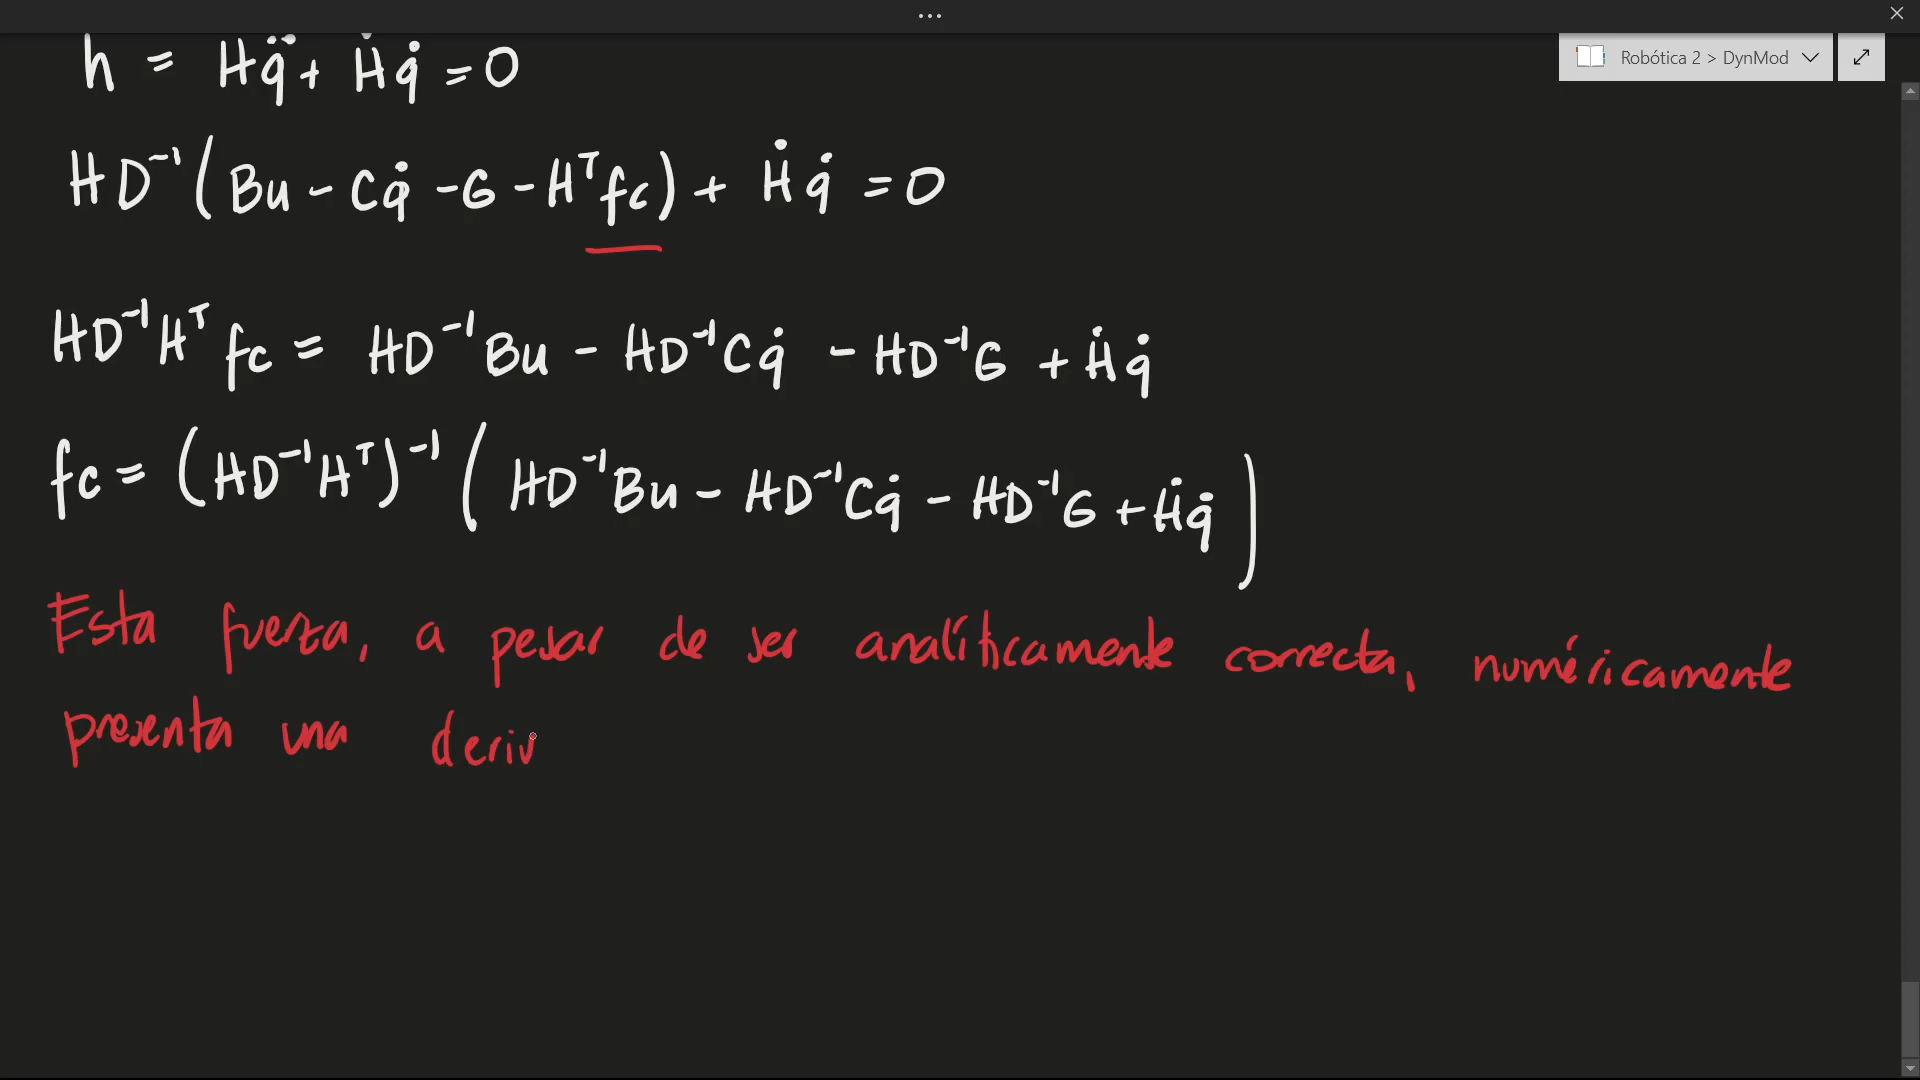 ...
Robótica 2 > DynMod
h = Hq̈ + Ḣq̇ = 0
HD⁻¹(Bu - Cq̇ - G - Hᵀfc) + Ḣq̇ = 0
HD⁻¹Hᵀfc = HD⁻¹Bu - HD⁻¹Cq̇ - HD⁻¹G + Ḣq̇
fc = (HD⁻¹Hᵀ)⁻¹(HD⁻¹Bu - HD⁻¹Cq̇ - HD⁻¹G + Ḣq̇)
Esta fuerza, a pesar de ser analíticamente correcta, numéricamente
presenta una deriv